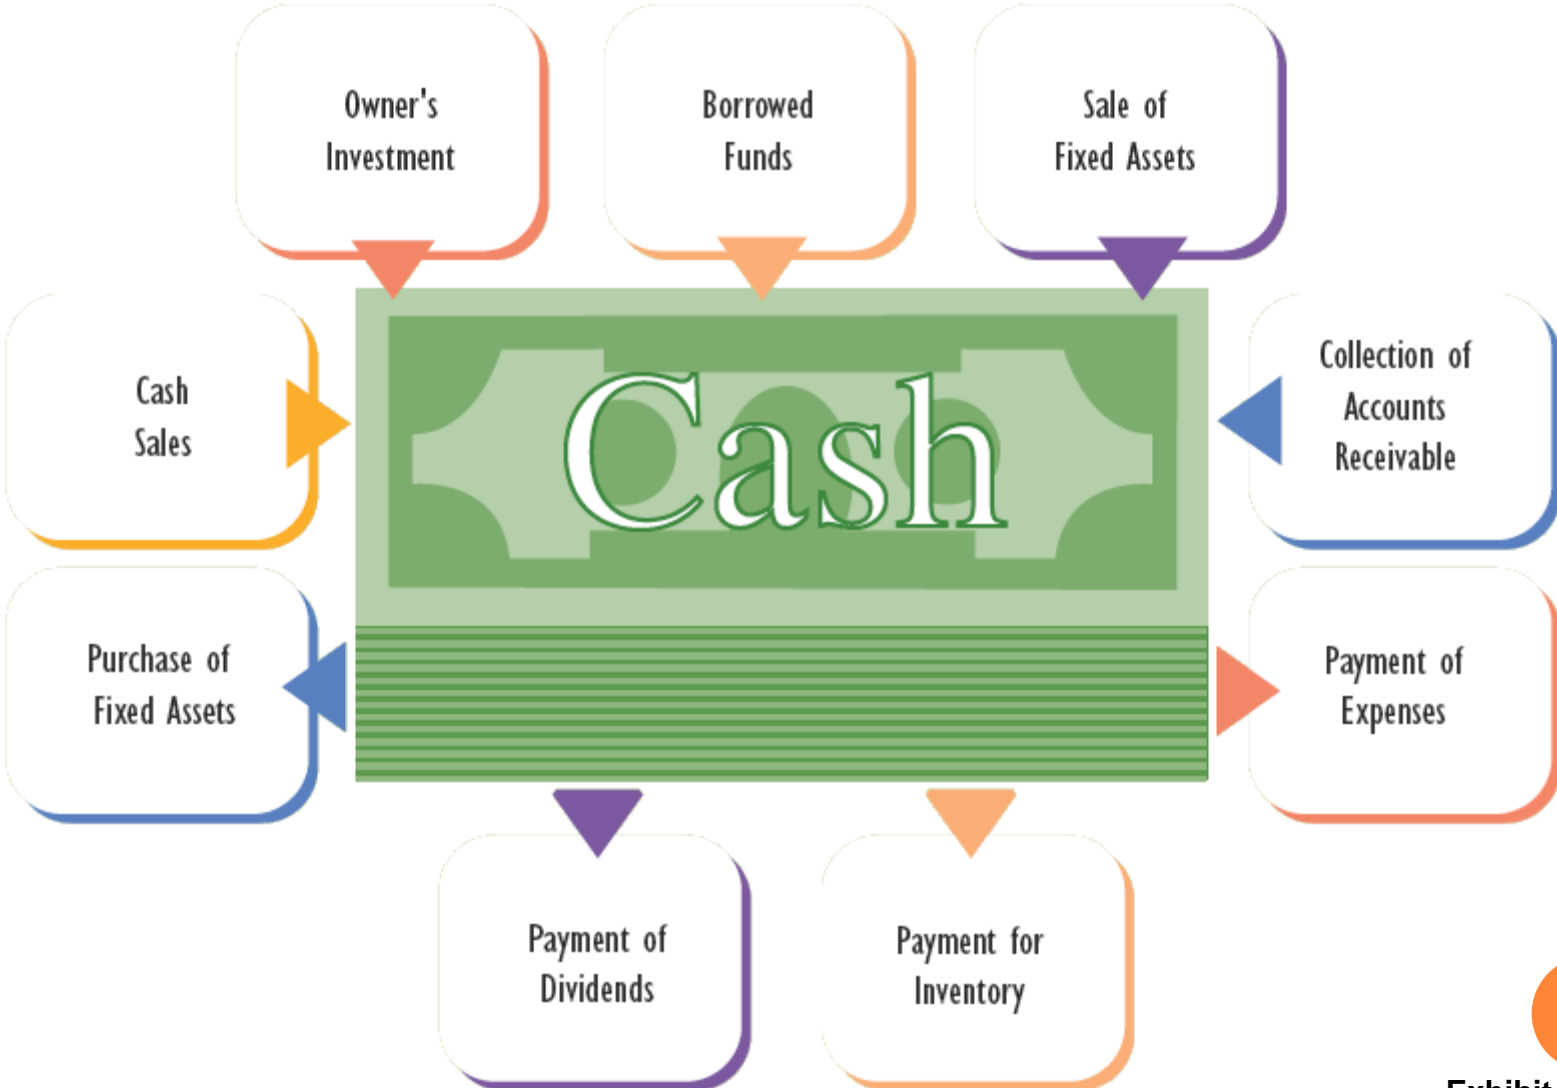 Owner's
Investment
Borrowed
Funds
Sale of
Fixed Assets
Cash
Sales
Cash
Collection of
Accounts
Receivable
Purchase of
Fixed Assets
Payment of
Expenses
Payment of
Dividends
Payment for
Inventory
Exhibit